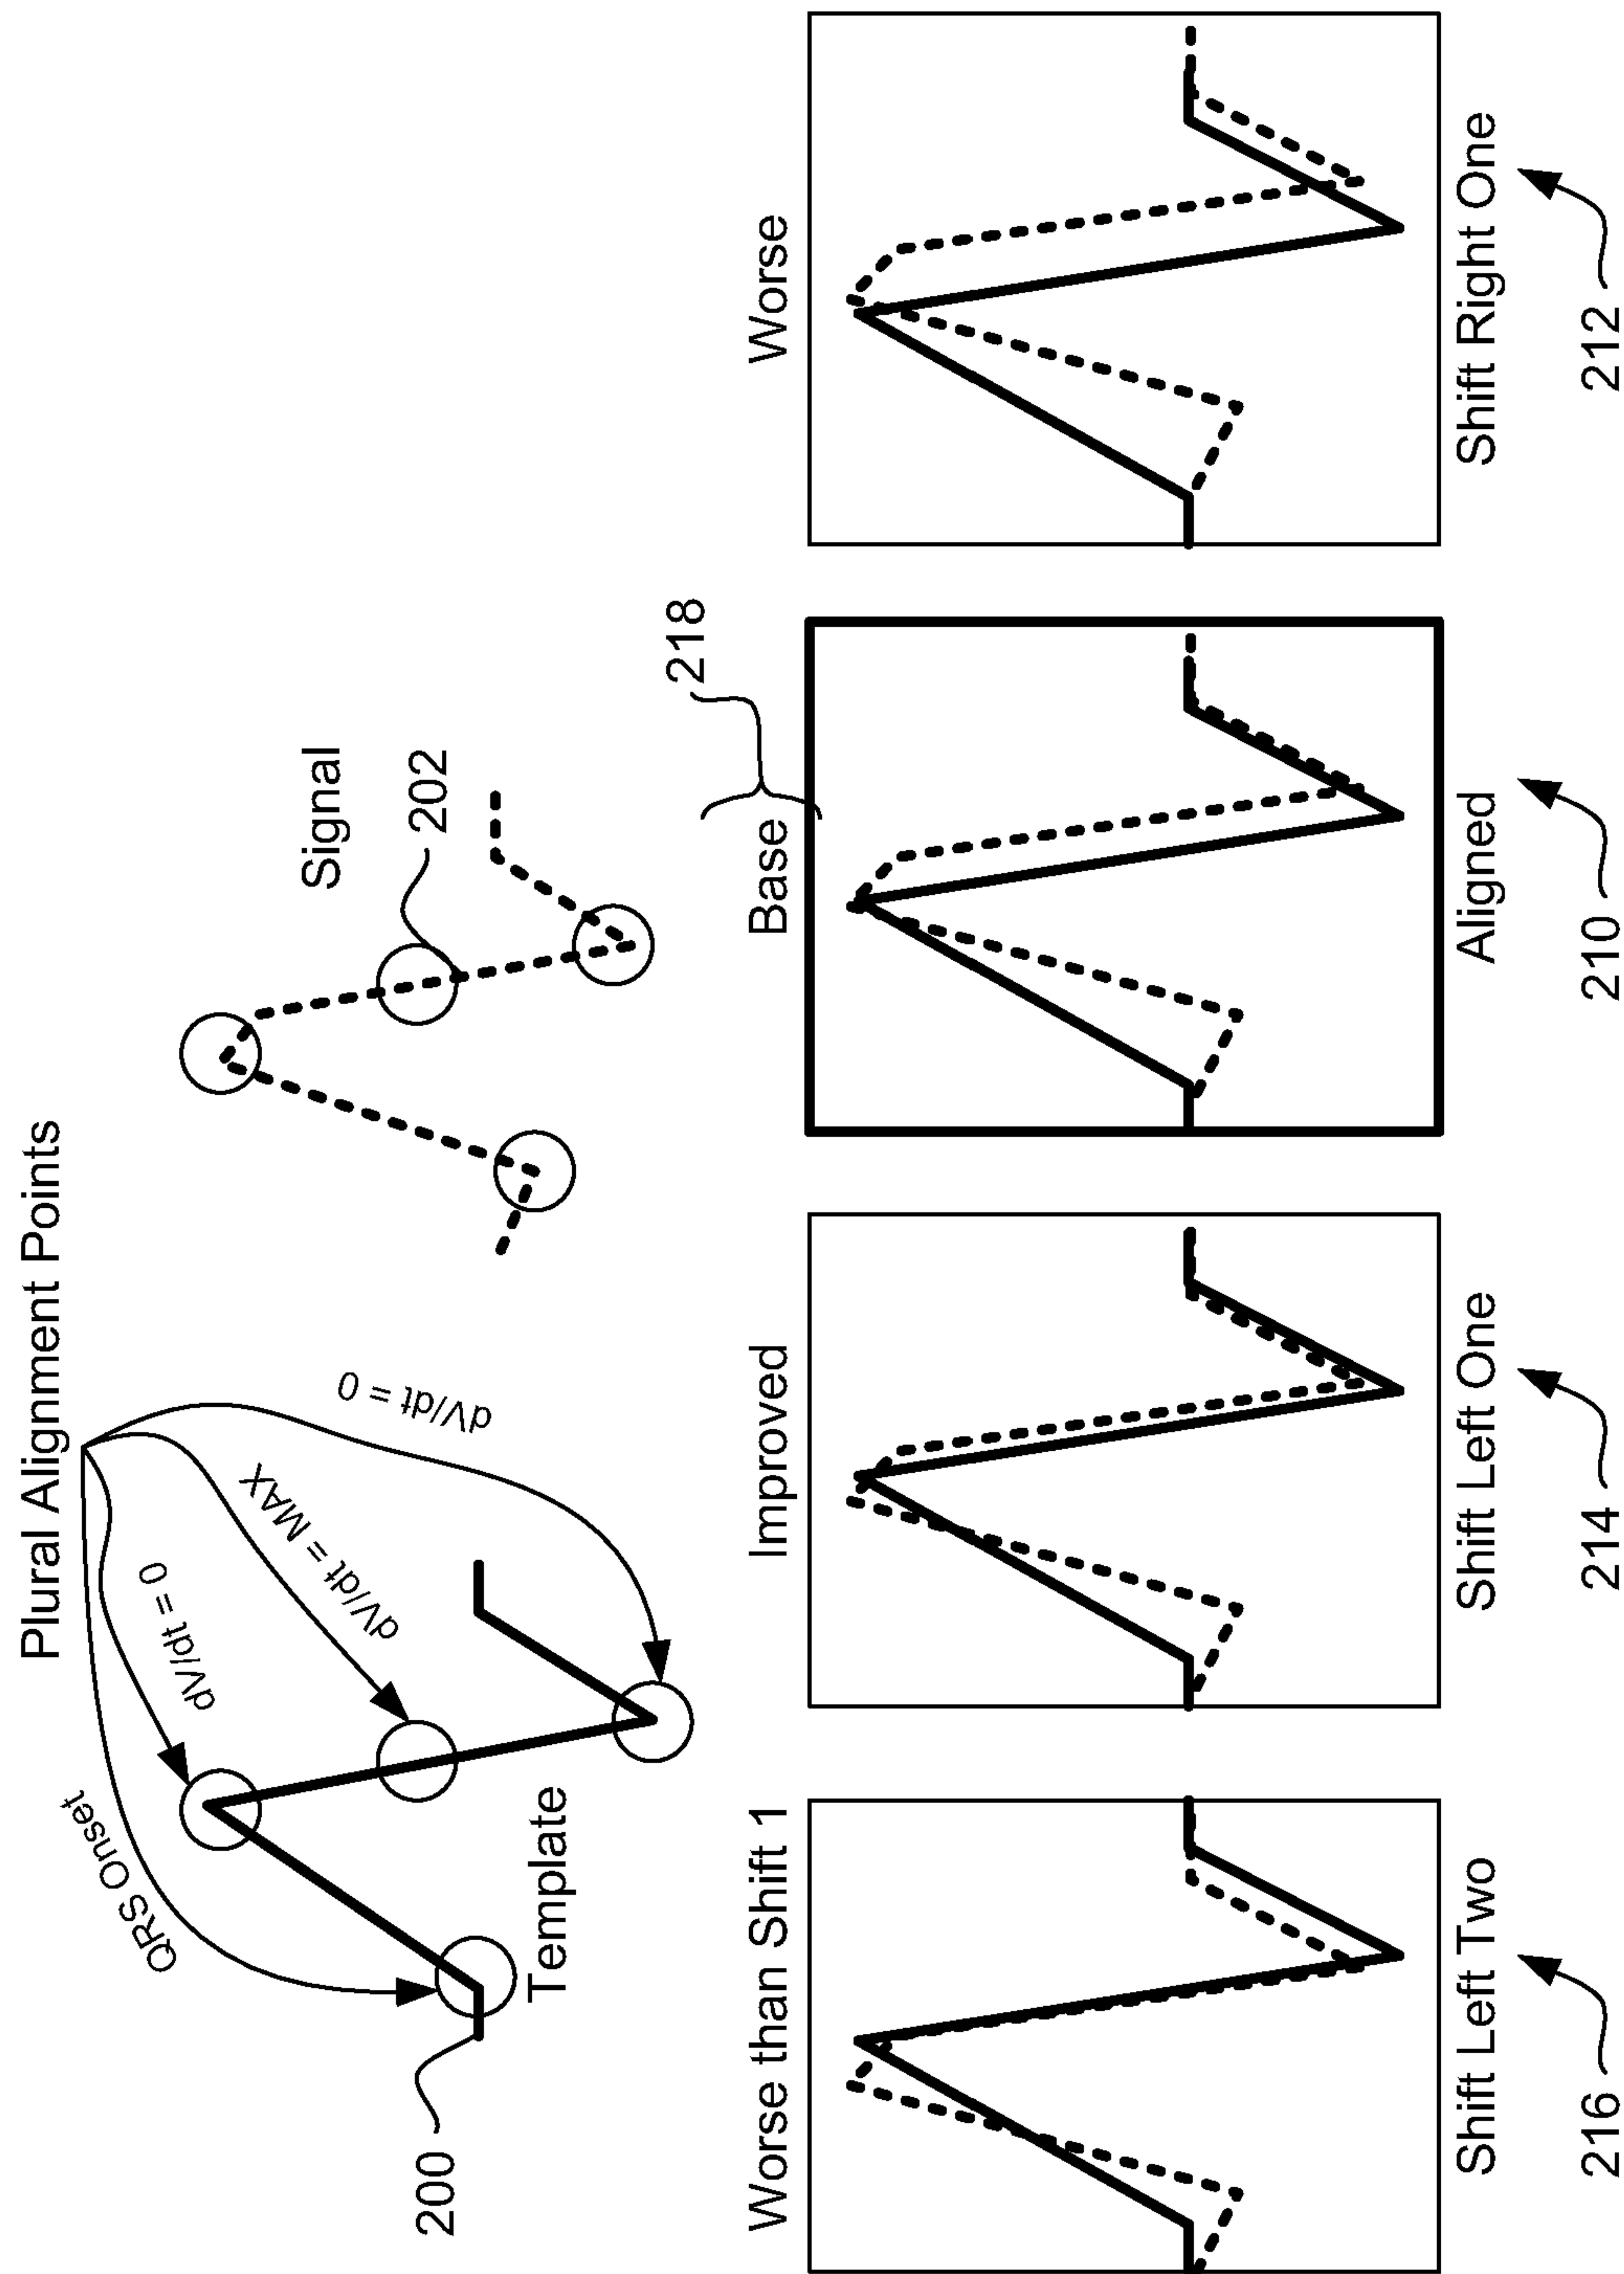 Plural Alignment Points
QRS Onset
dV/dt = 0
dV/dt = MAX
dV/dt = 0
200
Template
Signal
202
Worse than Shift 1
Improved
Base
218
Worse
Shift Left Two
Shift Left One
Aligned
Shift Right One
216
214
210
212